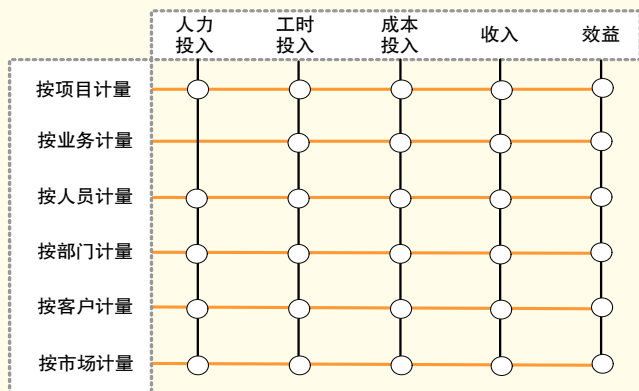 人力
投入
工时
投入
成本
投入
收入
效益
按项目计量
按业务计量
按人员计量
按部门计量
按客户计量
按市场计量